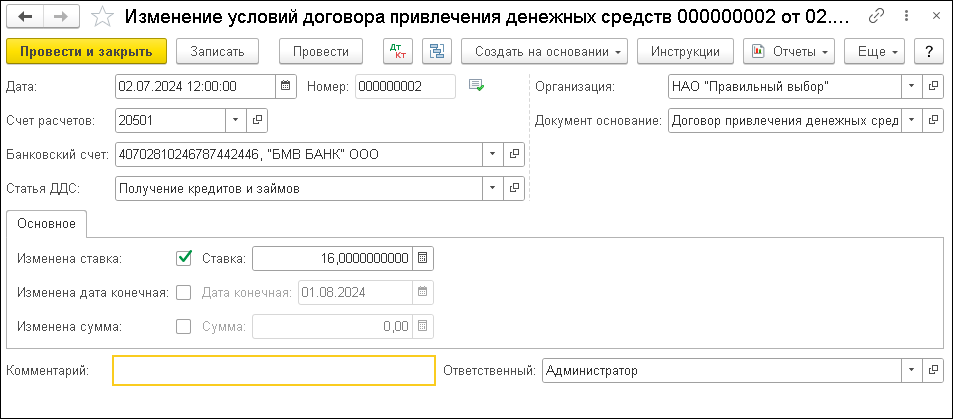 Изменение условий договора привлечения денежных средств 000000002 от 02....
Провести и закрыть Записать Провести Дт Кт Создать на основании Инструкции Отчеты Еще ?
Дата: 02.07.2024 12:00:00 Номер: 000000002 Организация: НАО "Правильный выбор"
Счет расчетов: 20501 Документ основание: Договор привлечения денежных сред
Банковский счет: 40702810246787442446, "БМВ БАНК" ООО
Статья ДДС: Получение кредитов и займов
Основное
Изменена ставка: Ставка: 16,0000000000
Изменена дата конечная: Дата конечная: 01.08.2024
Изменена сумма: Сумма: 0,00
Комментарий: Ответственный: Администратор